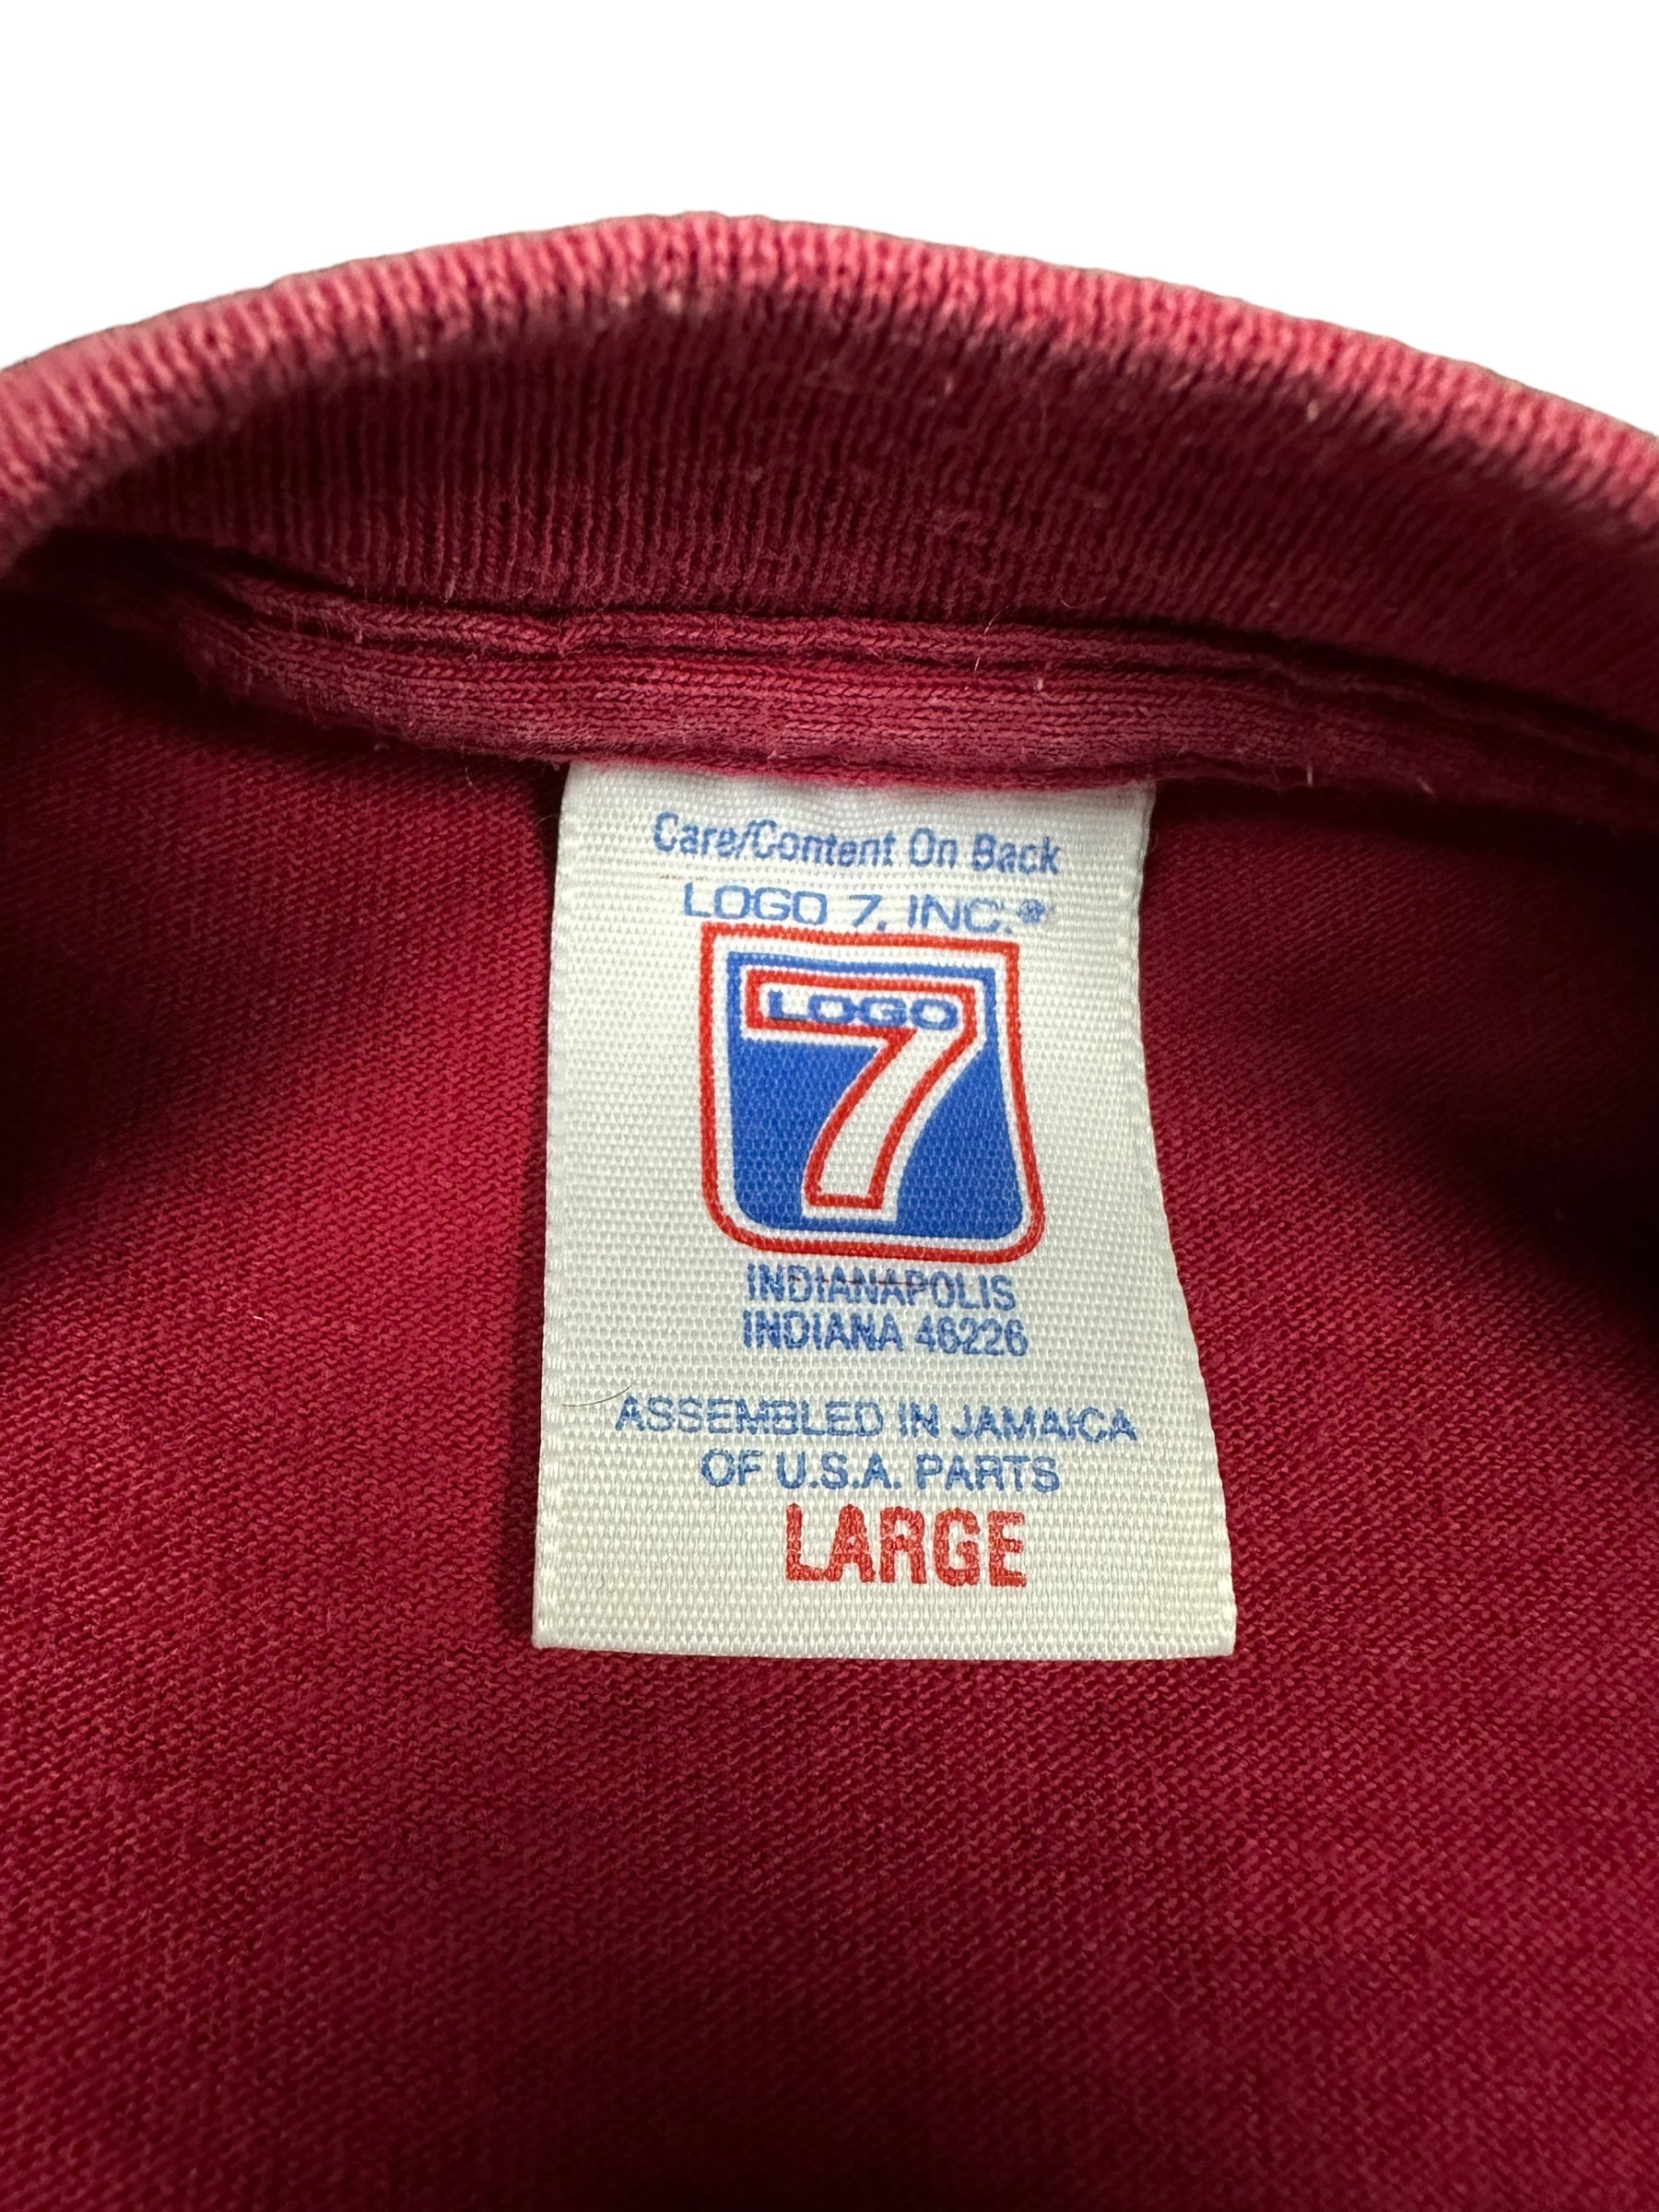 Care/Content On Back
LOGO 7, INC.®
LOGO
7
INDIANAPOLIS
INDIANA 46226
ASSEMBLED IN JAMAICA
OF U.S.A. PARTS
LARGE